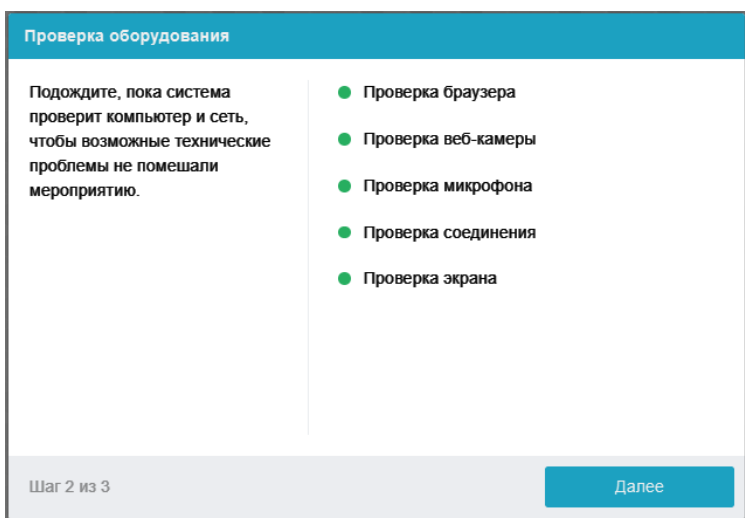 Проверка оборудования
Подождите, пока система
проверит компьютер и сеть,
чтобы возможные технические
проблемы не помешали
мероприятию.
Проверка браузера
Проверка веб-камеры
Проверка микрофона
Проверка соединения
Проверка экрана
Шаг 2 из 3
Далее